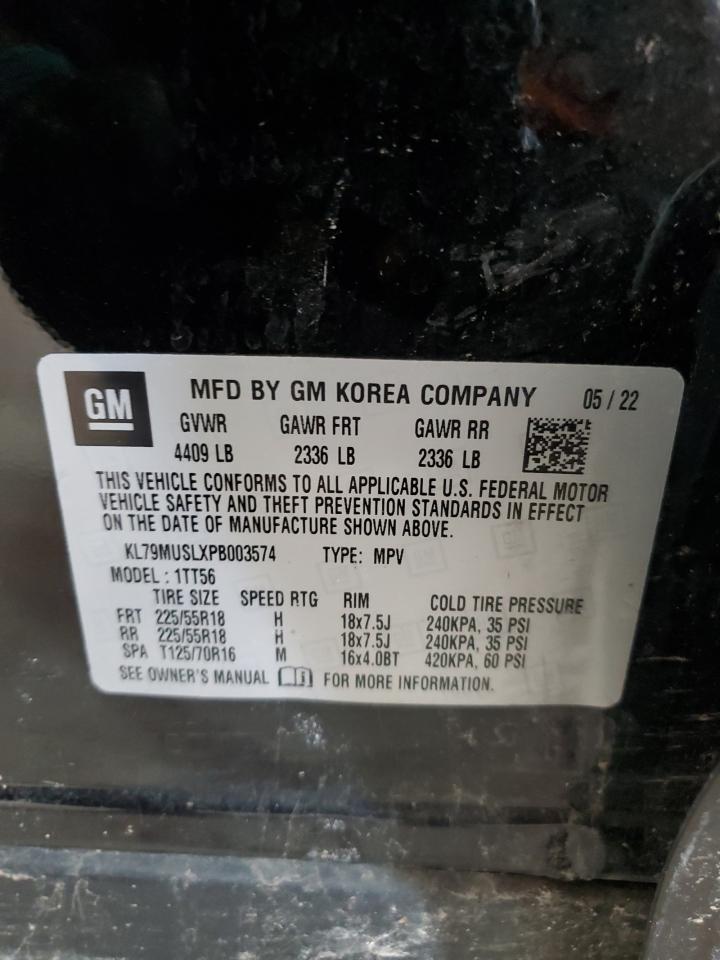 GM MFD BY GM KOREA COMPANY 05 / 22
GVWR GAWR FRT GAWR RR
4409 LB 2336 LB 2336 LB
THIS VEHICLE CONFORMS TO ALL APPLICABLE U.S. FEDERAL MOTOR
VEHICLE SAFETY AND THEFT PREVENTION STANDARDS IN EFFECT
ON THE DATE OF MANUFACTURE SHOWN ABOVE.
KL79MUSLXPB003574 TYPE: MPV
MODEL : 1TT56
TIRE SIZE SPEED RTG RIM COLD TIRE PRESSURE
FRT 225/55R18 H 18x7.5J 240KPA, 35 PSI
RR 225/55R18 H 18x7.5J 240KPA, 35 PSI
SPA T125/70R16 M 16x4.0BT 420KPA, 60 PSI
SEE OWNER'S MANUAL FOR MORE INFORMATION.